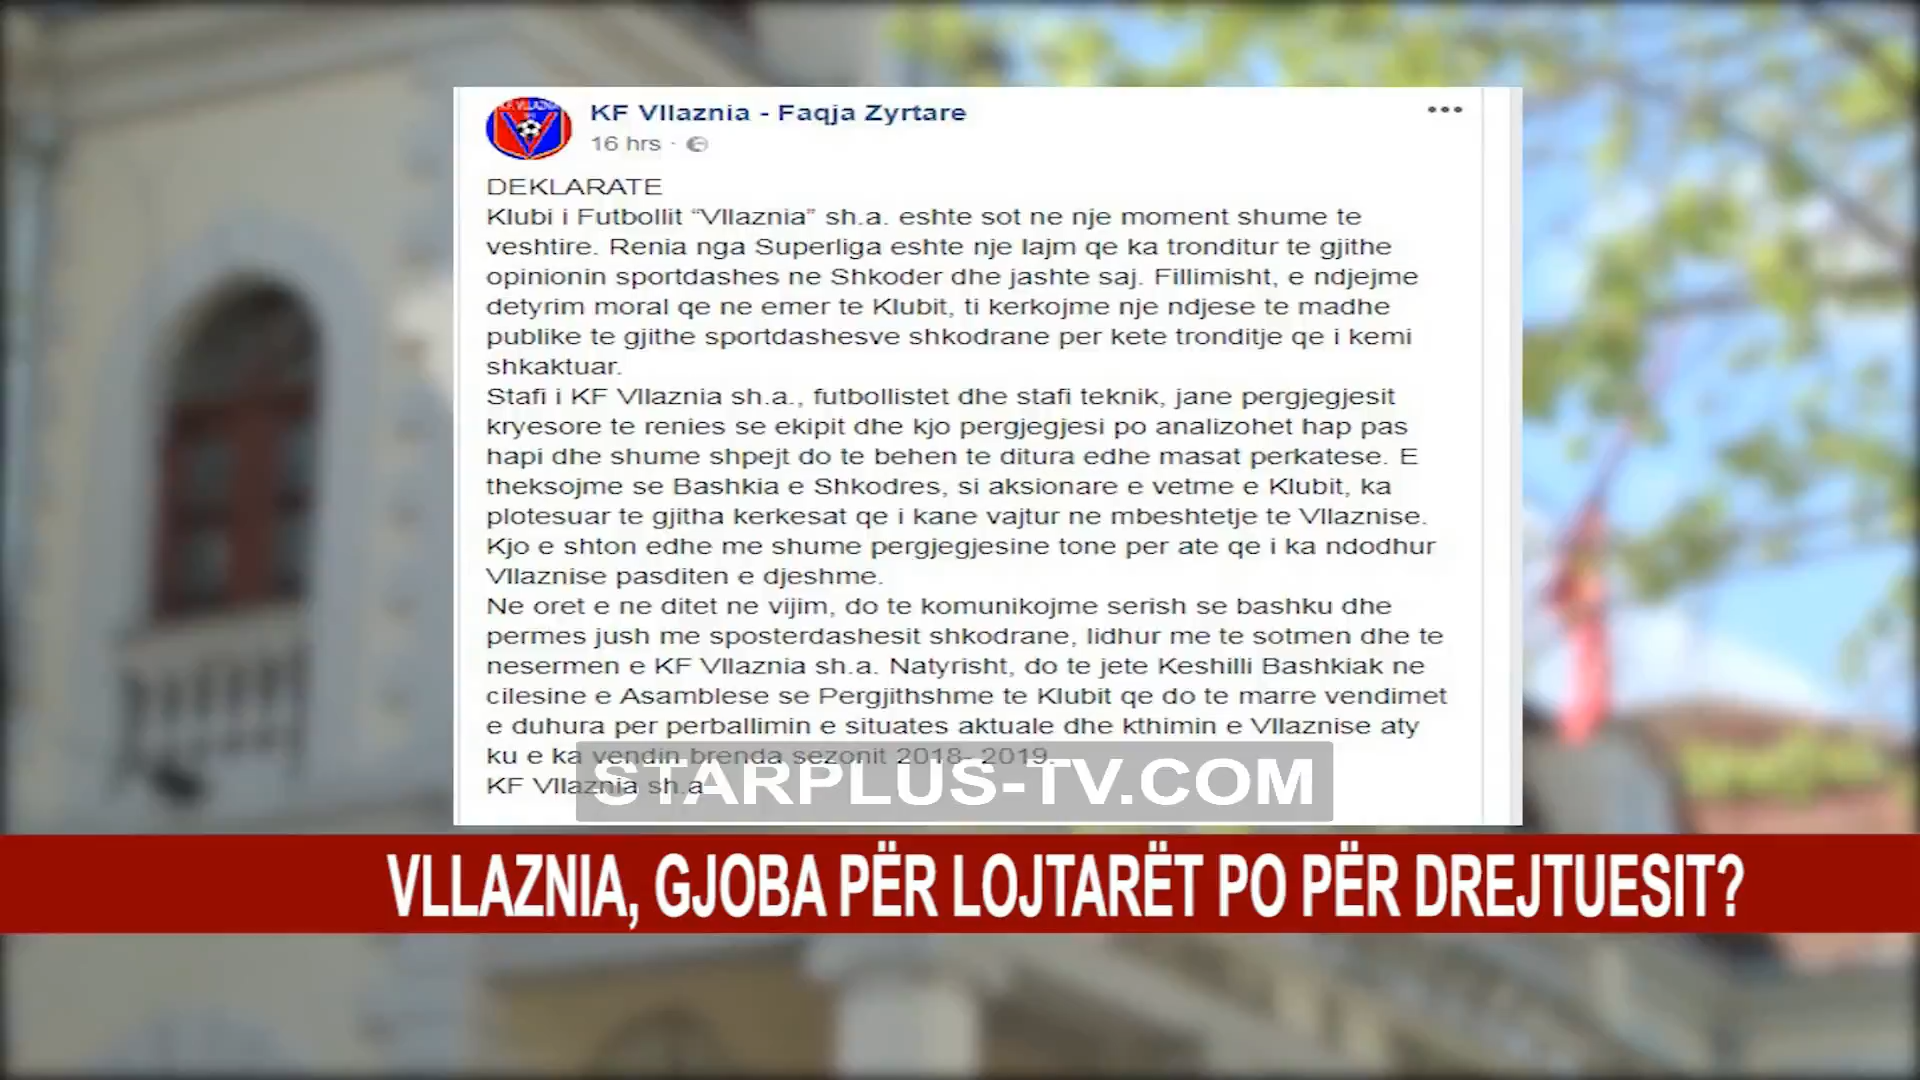 KF VLLAZNIA
KF Vllaznia - Faqja Zyrtare
16 hrs ·
DEKLARATE
Klubi i Futbollit “Vllaznia” sh.a. eshte sot ne nje moment shume te
veshtire. Renia nga Superliga eshte nje lajm qe ka tronditur te gjithe
opinionin sportdashes ne Shkoder dhe jashte saj. Fillimisht, e ndjejme
detyrim moral qe ne emer te Klubit, ti kerkojme nje ndjese te madhe
publike te gjithe sportdashesve shkodrane per kete tronditje qe i kemi
shkaktuar.
Stafi i KF Vllaznia sh.a., futbollistet dhe stafi teknik, jane pergjegjesit
kryesore te renies se ekipit dhe kjo pergjegjesi po analizohet hap pas
hapi dhe shume shpejt do te behen te ditura edhe masat perkatese. E
theksojme se Bashkia e Shkodres, si aksionare e vetme e Klubit, ka
plotesuar te gjitha kerkesat qe i kane vajtur ne mbeshtetje te Vllaznise.
Kjo e shton edhe me shume pergjegjesine tone per ate qe i ka ndodhur
Vllaznise pasditen e djeshme.
Ne oret e ne ditet ne vijim, do te komunikojme serish se bashku dhe
permes jush me sposterdashesit shkodrane, lidhur me te sotmen dhe te
nesermen e KF Vllaznia sh.a. Natyrisht, do te jete Keshilli Bashkiak ne
cilesine e Asamblese se Pergjithshme te Klubit qe do te marre vendimet
e duhura per perballimin e situates aktuale dhe kthimin e Vllaznise aty
ku e ka vendin brenda sezonit 2018- 2019.
KF Vllaznia sh.a
STARPLUS-TV.COM
VLLAZNIA, GJOBA PËR LOJTARËT PO PËR DREJTUESIT?